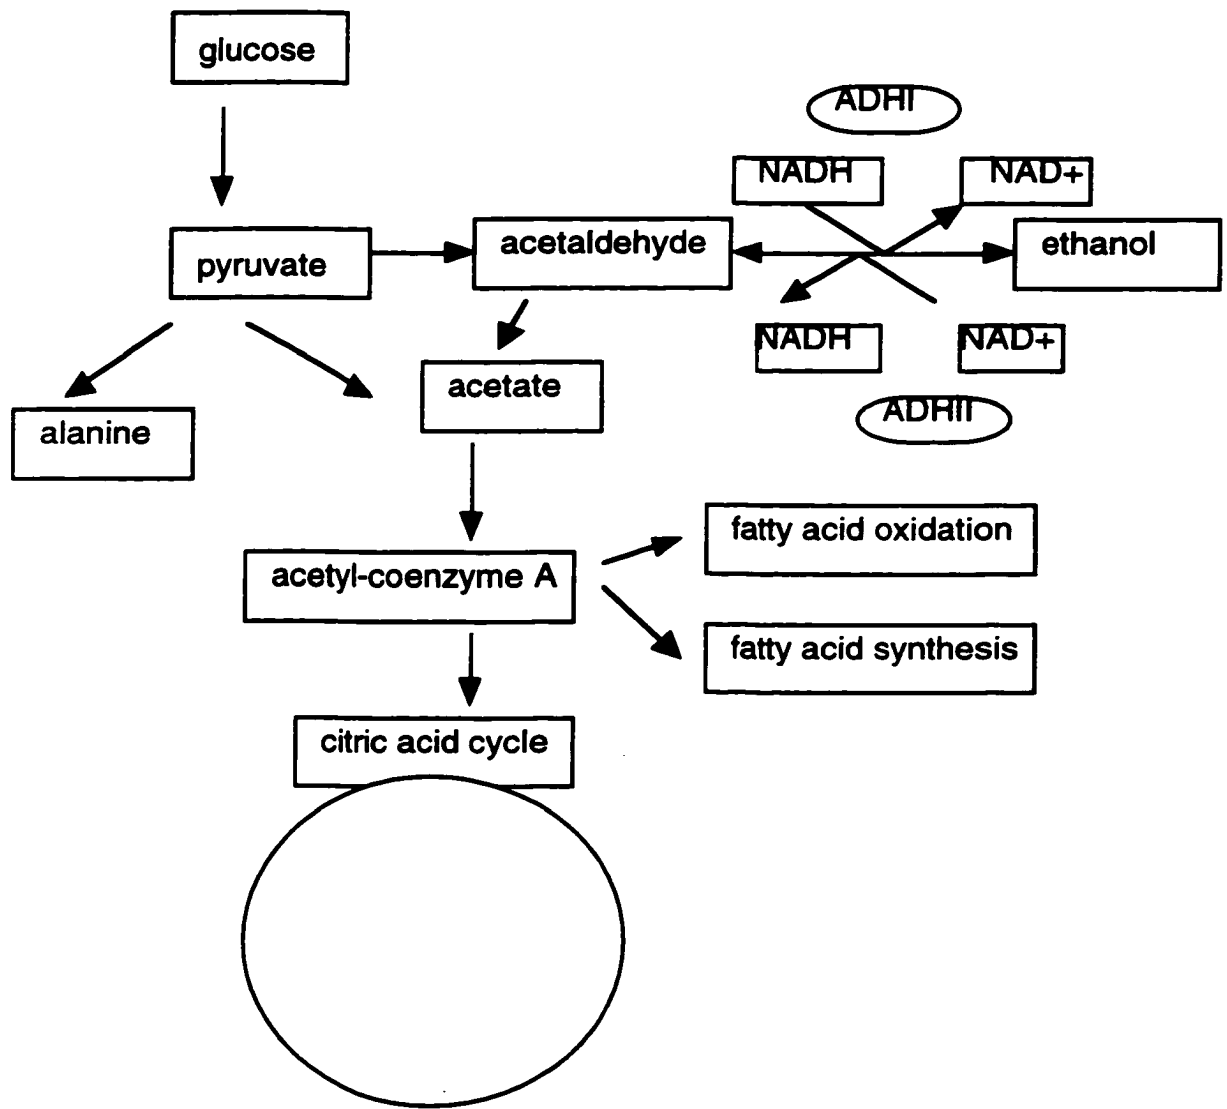 glucose
ADHI
NADH
NAD+
pyruvate
acetaldehyde
ethanol
NADH
NAD+
acetate
ADHII
alanine
fatty acid oxidation
acetyl-coenzyme A
fatty acid synthesis
citric acid cycle